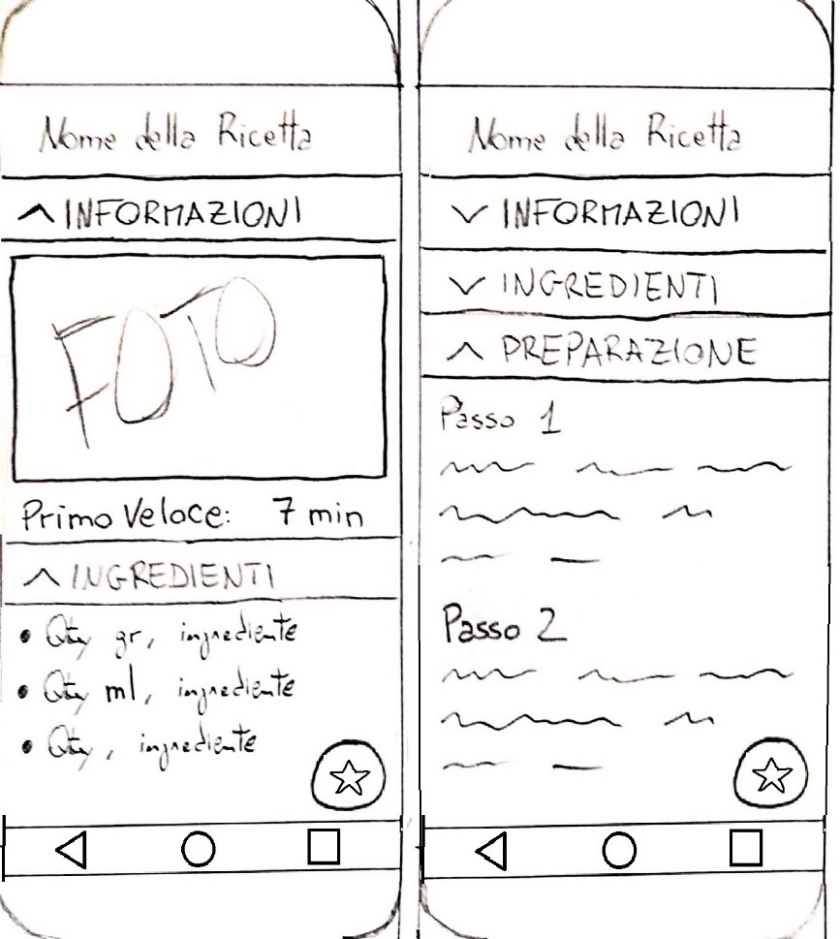 Nome della Ricetta
INFORMAZIONI
FOTO
Primo Veloce: 7 min
INGREDIENTI
• Qty gr, ingrediente
• Qty ml, ingrediente
• Qty, ingrediente
Nome della Ricetta
INFORMAZIONI
INGREDIENTI
PREPARAZIONE
Passo 1
Passo 2